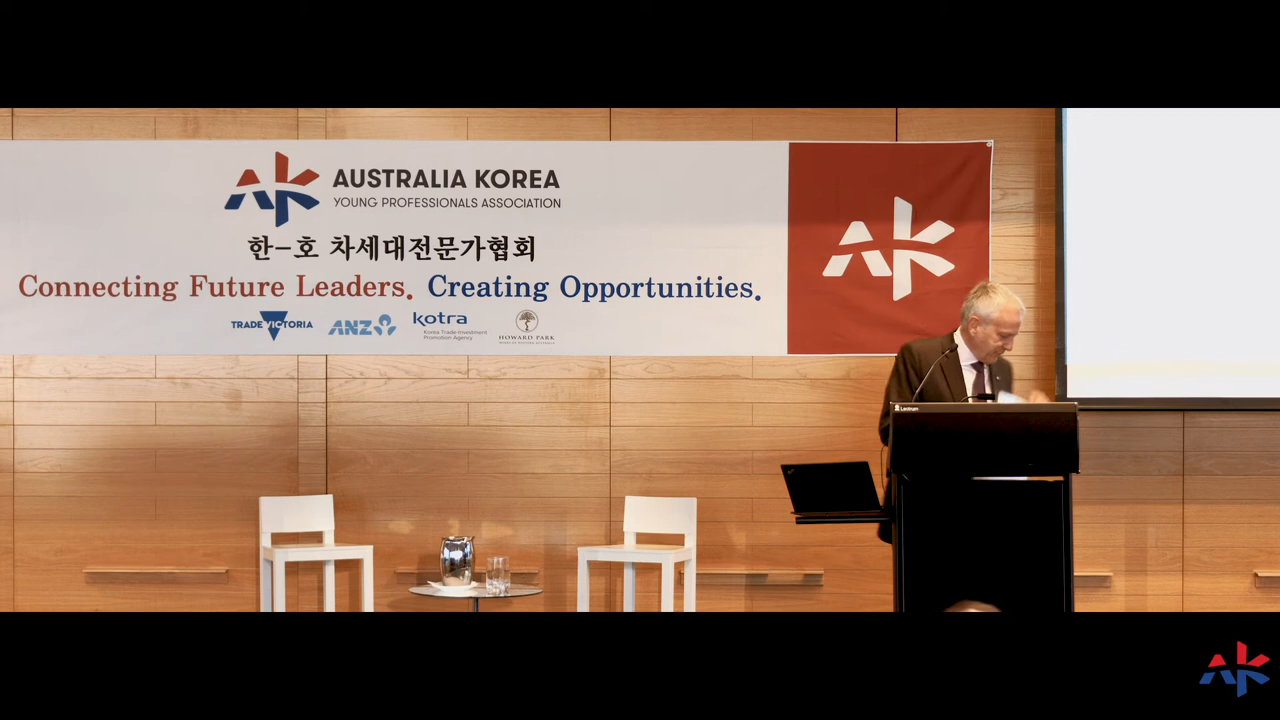 AUSTRALIA KOREA
YOUNG PROFESSIONALS ASSOCIATION
한-호 차세대전문가협회
Connecting Future Leaders. Creating Opportunities.
TRADE VICTORIA
ANZ
kotra
Korea Trade-Investment
Promotion Agency
HOWARD PARK
Lectrum